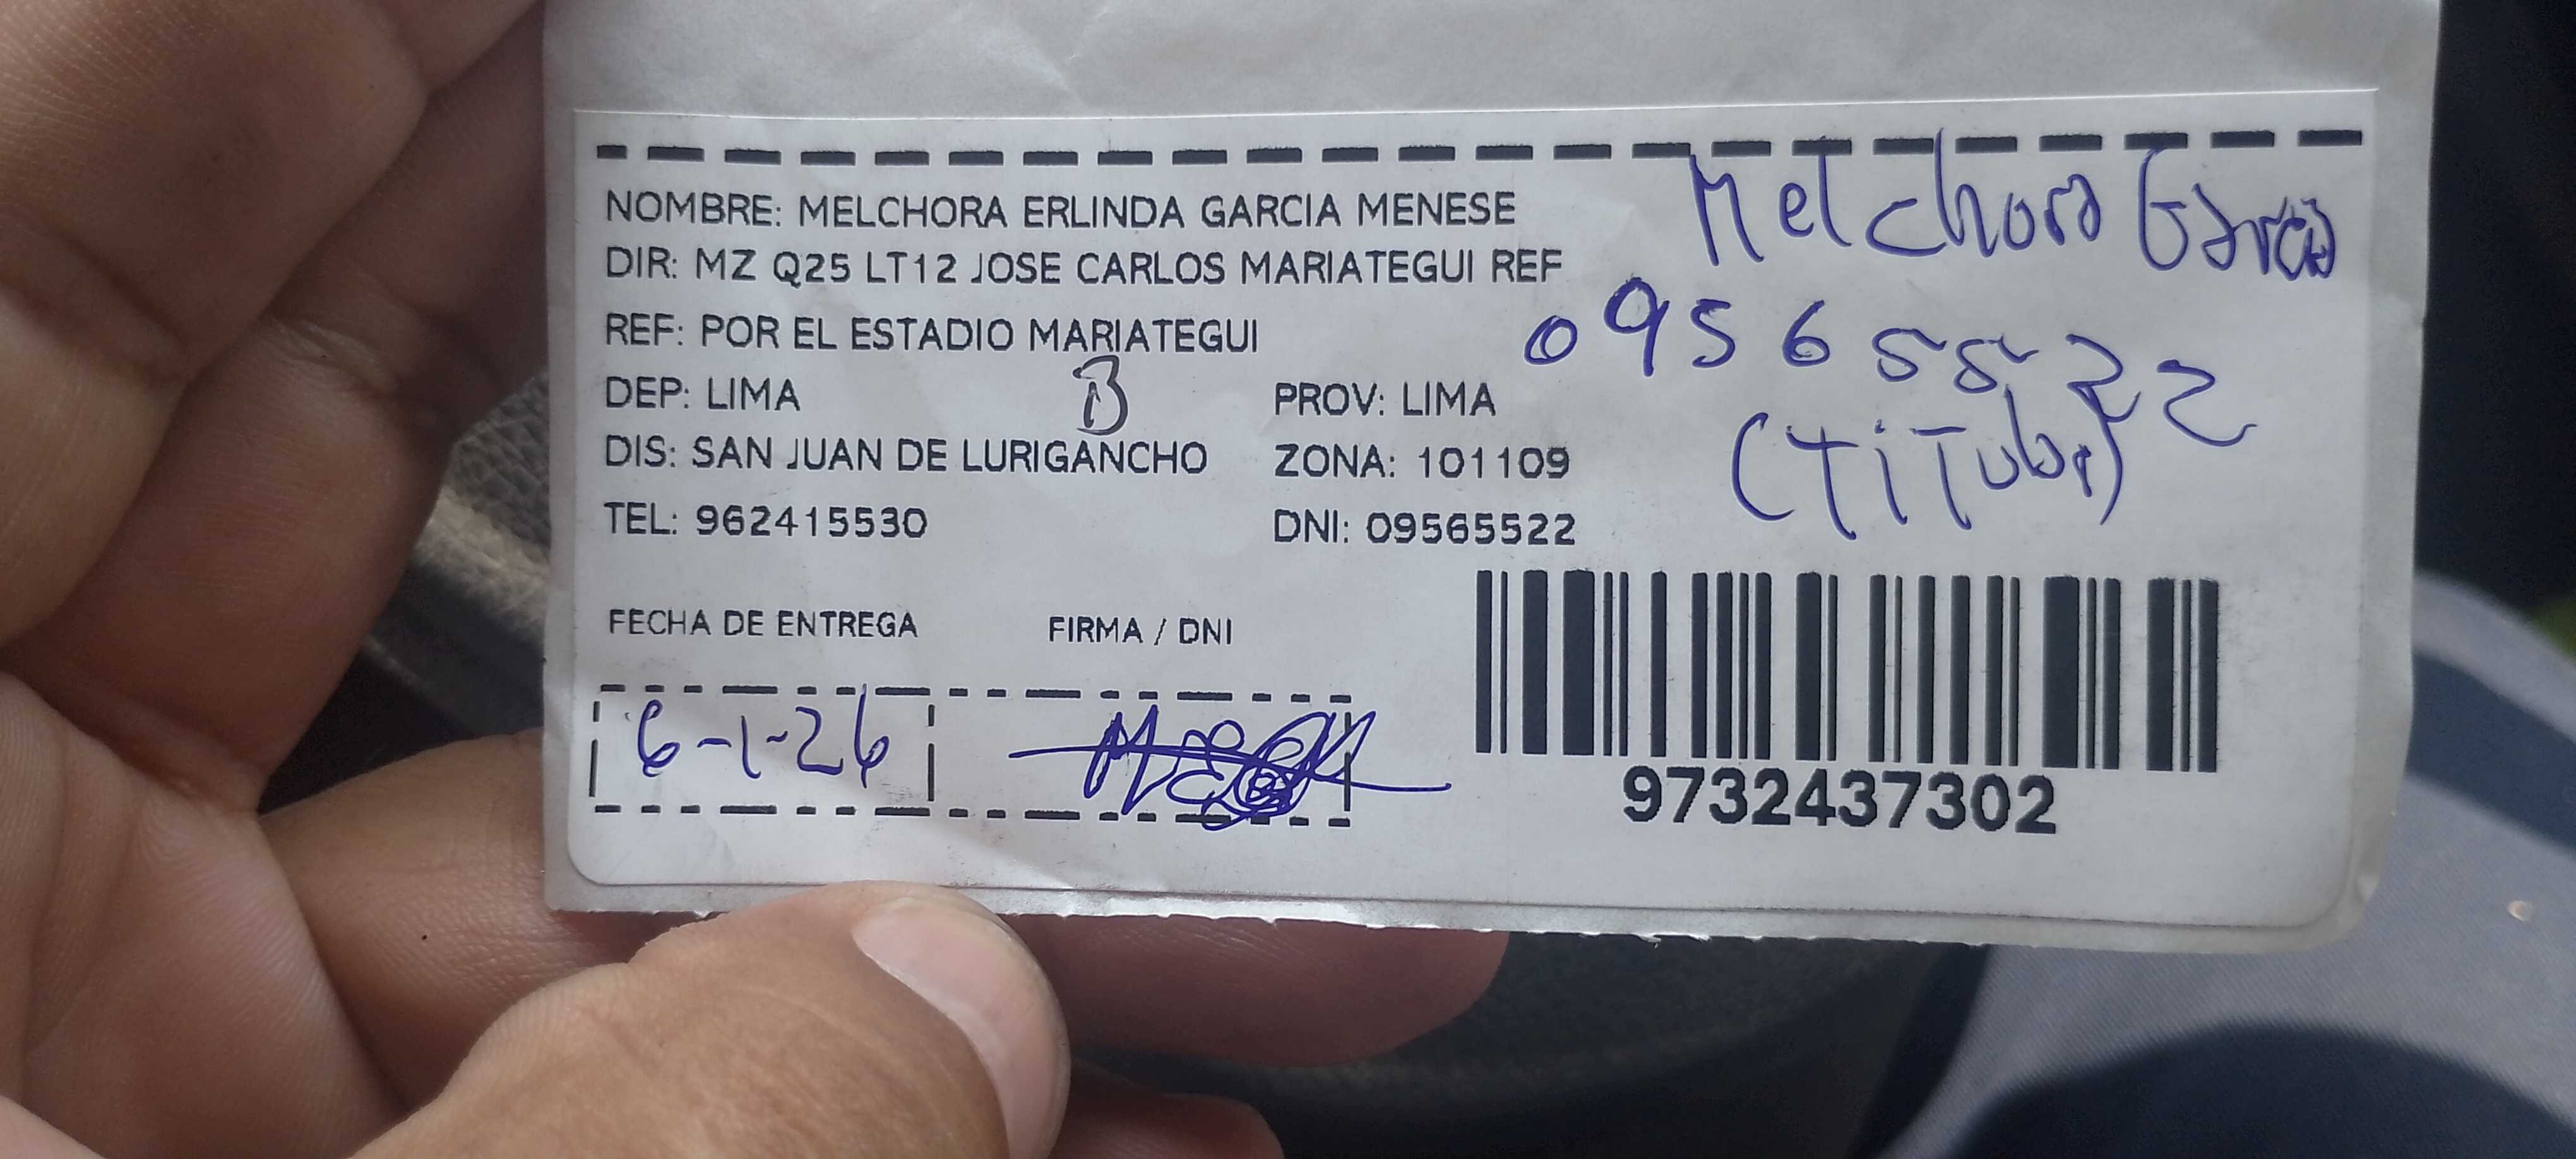 NOMBRE: MELCHORA ERLINDA GARCIA MENESE
DIR: MZ Q25 LT12 JOSE CARLOS MARIATEGUI REF
REF: POR EL ESTADIO MARIATEGUI
DEP: LIMA
B
PROV: LIMA
DIS: SAN JUAN DE LURIGANCHO
ZONA: 101109
TEL: 962415530
DNI: 09565522
Melchora Garcia
09565522
(Titular)
FECHA DE ENTREGA
FIRMA / DNI
6-1-26
9732437302